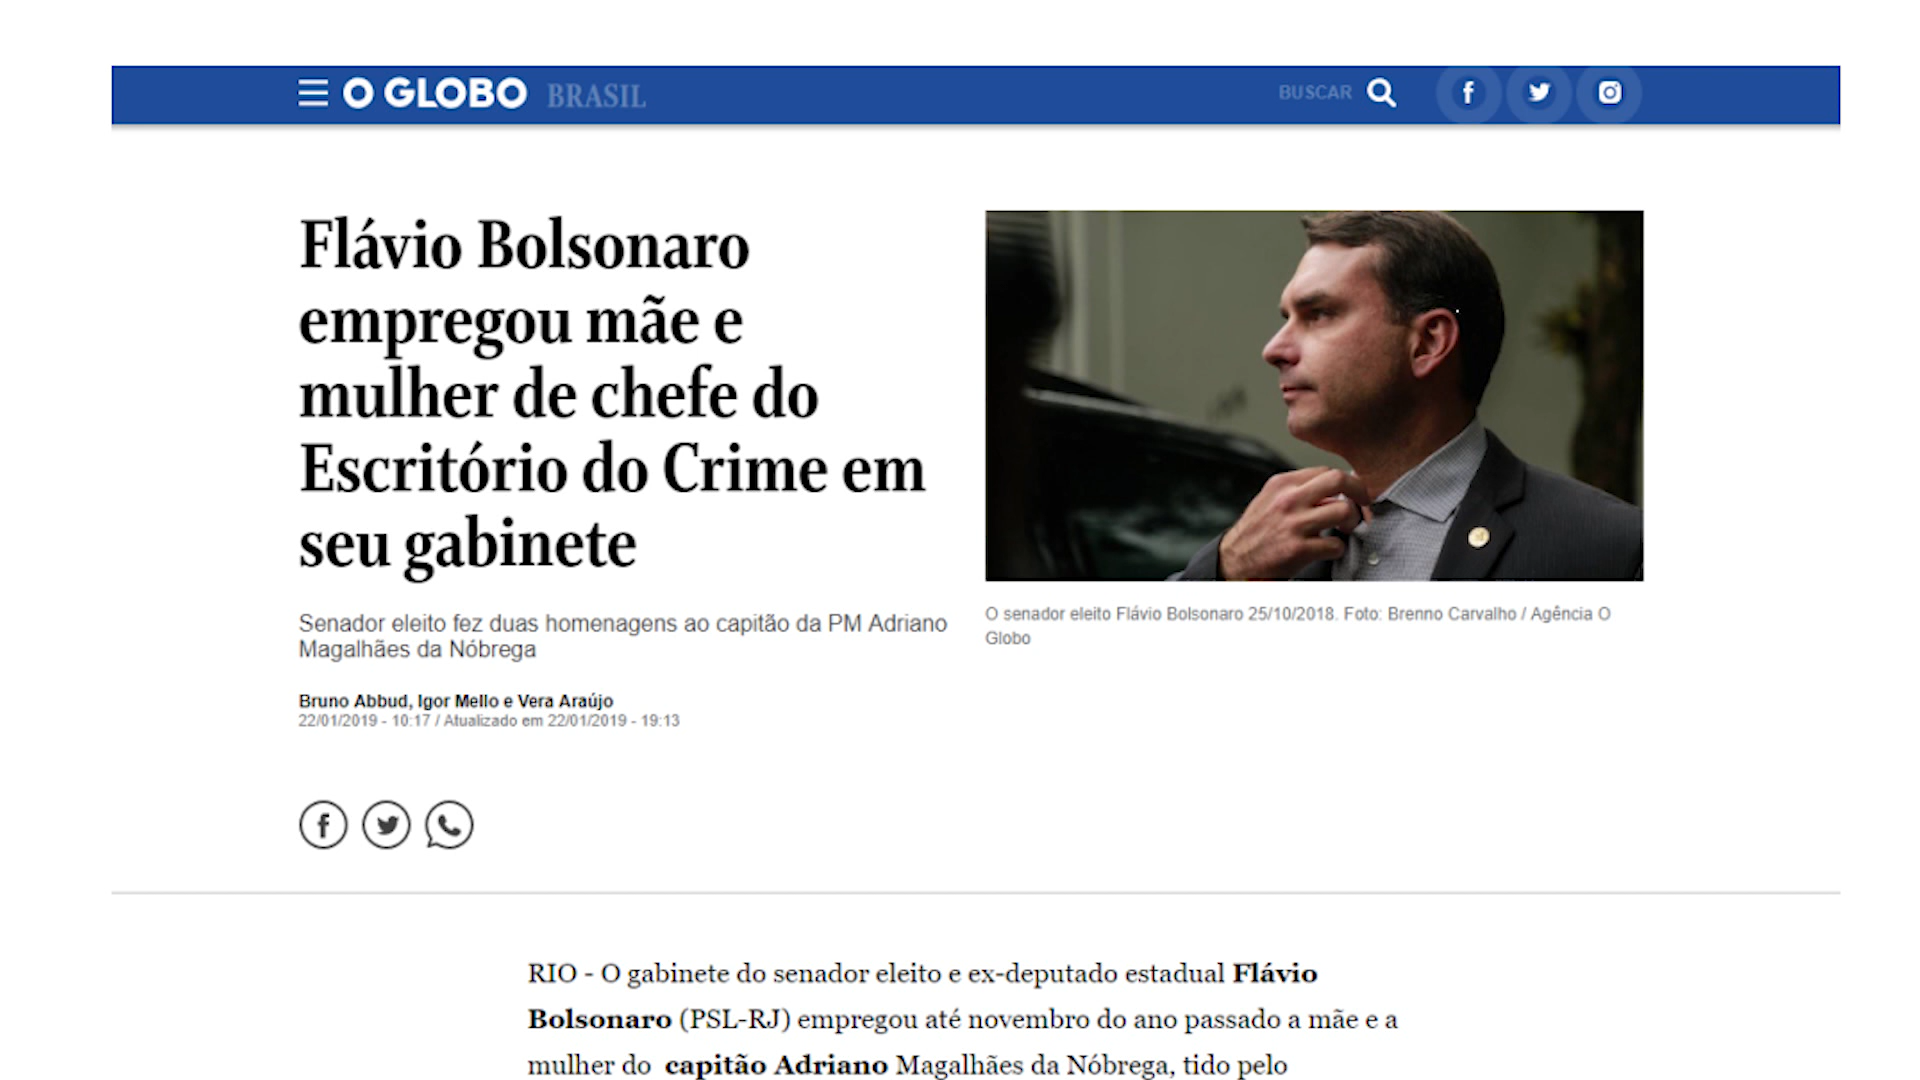 O GLOBO BRASIL
BUSCAR
Flávio Bolsonaro
empregou mãe e
mulher de chefe do
Escritório do Crime em
seu gabinete
Senador eleito fez duas homenagens ao capitão da PM Adriano
Magalhães da Nóbrega
Bruno Abbud, Igor Mello e Vera Araújo
22/01/2019 - 10:17 / Atualizado em 22/01/2019 - 19:13
O senador eleito Flávio Bolsonaro 25/10/2018. Foto: Brenno Carvalho / Agência O
Globo
RIO - O gabinete do senador eleito e ex-deputado estadual Flávio
Bolsonaro (PSL-RJ) empregou até novembro do ano passado a mãe e a
mulher do capitão Adriano Magalhães da Nóbrega, tido pelo